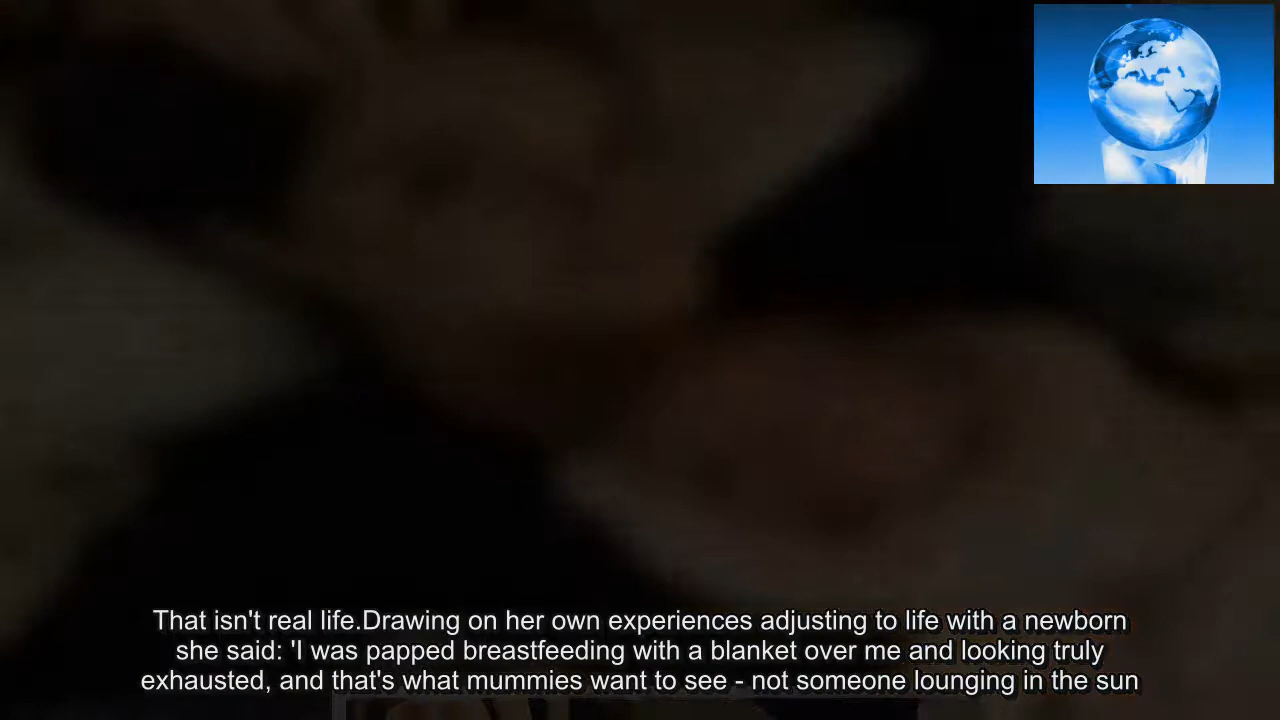 That isn't real life.Drawing on her own experiences adjusting to life with a newborn
she said: 'I was papped breastfeeding with a blanket over me and looking truly
exhausted, and that's what mummies want to see - not someone lounging in the sun